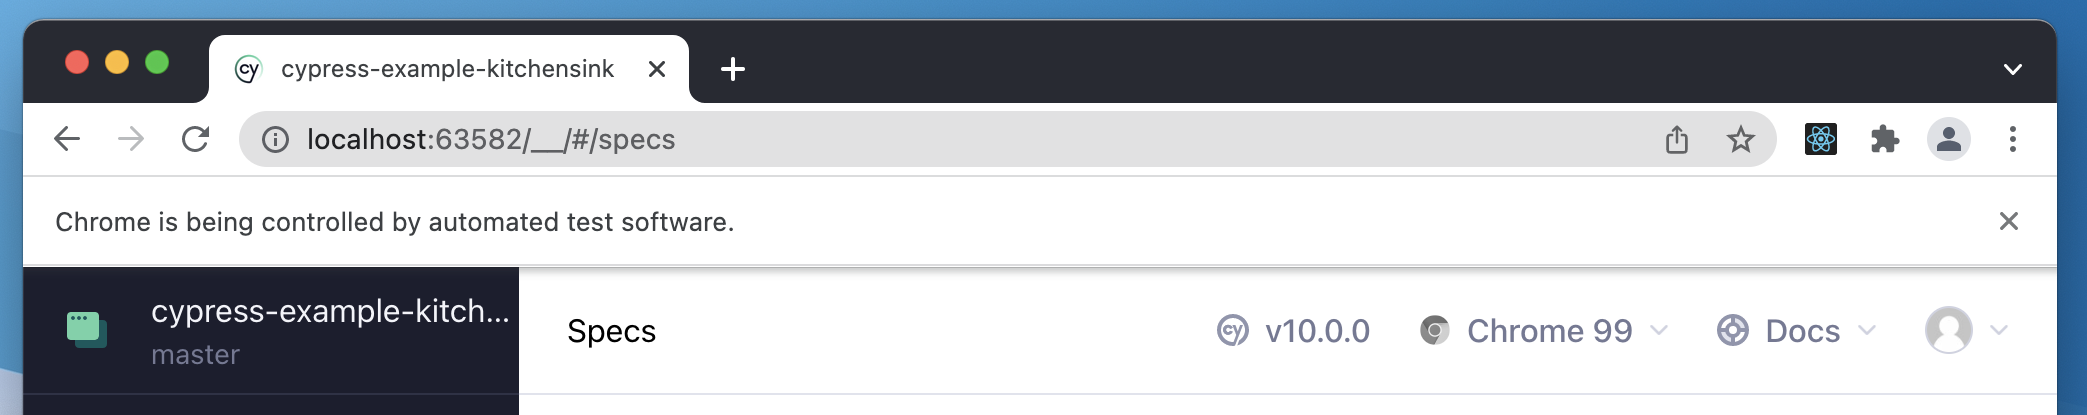 cy cypress-example-kitchensink
localhost:63582/__/#/specs
Chrome is being controlled by automated test software.
cypress-example-kitch...
master
Specs
cy v10.0.0
Chrome 99
Docs